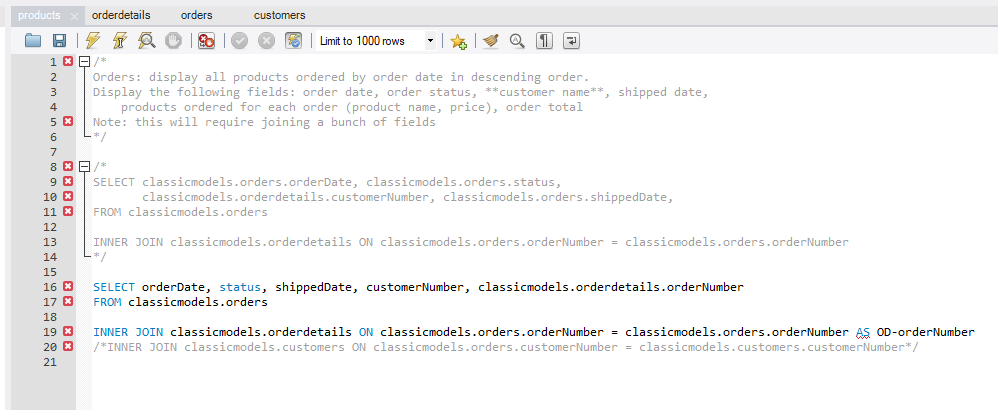 products × orderdetails orders customers
Limit to 1000 rows
1 /*
2 Orders: display all products ordered by order date in descending order.
3 Display the following fields: order date, order status, **customer name**, shipped date,
4 products ordered for each order (product name, price), order total
5 Note: this will require joining a bunch of fields
6 */
7
8 /*
9 SELECT classicmodels.orders.orderDate, classicmodels.orders.status,
10 classicmodels.orderdetails.customerNumber, classicmodels.orders.shippedDate,
11 FROM classicmodels.orders
12
13 INNER JOIN classicmodels.orderdetails ON classicmodels.orders.orderNumber = classicmodels.orders.orderNumber
14 */
15
16 SELECT orderDate, status, shippedDate, customerNumber, classicmodels.orderdetails.orderNumber
17 FROM classicmodels.orders
18
19 INNER JOIN classicmodels.orderdetails ON classicmodels.orders.orderNumber = classicmodels.orders.orderNumber AS OD-orderNumber
20 /*INNER JOIN classicmodels.customers ON classicmodels.orders.customerNumber = classicmodels.customers.customerNumber*/
21